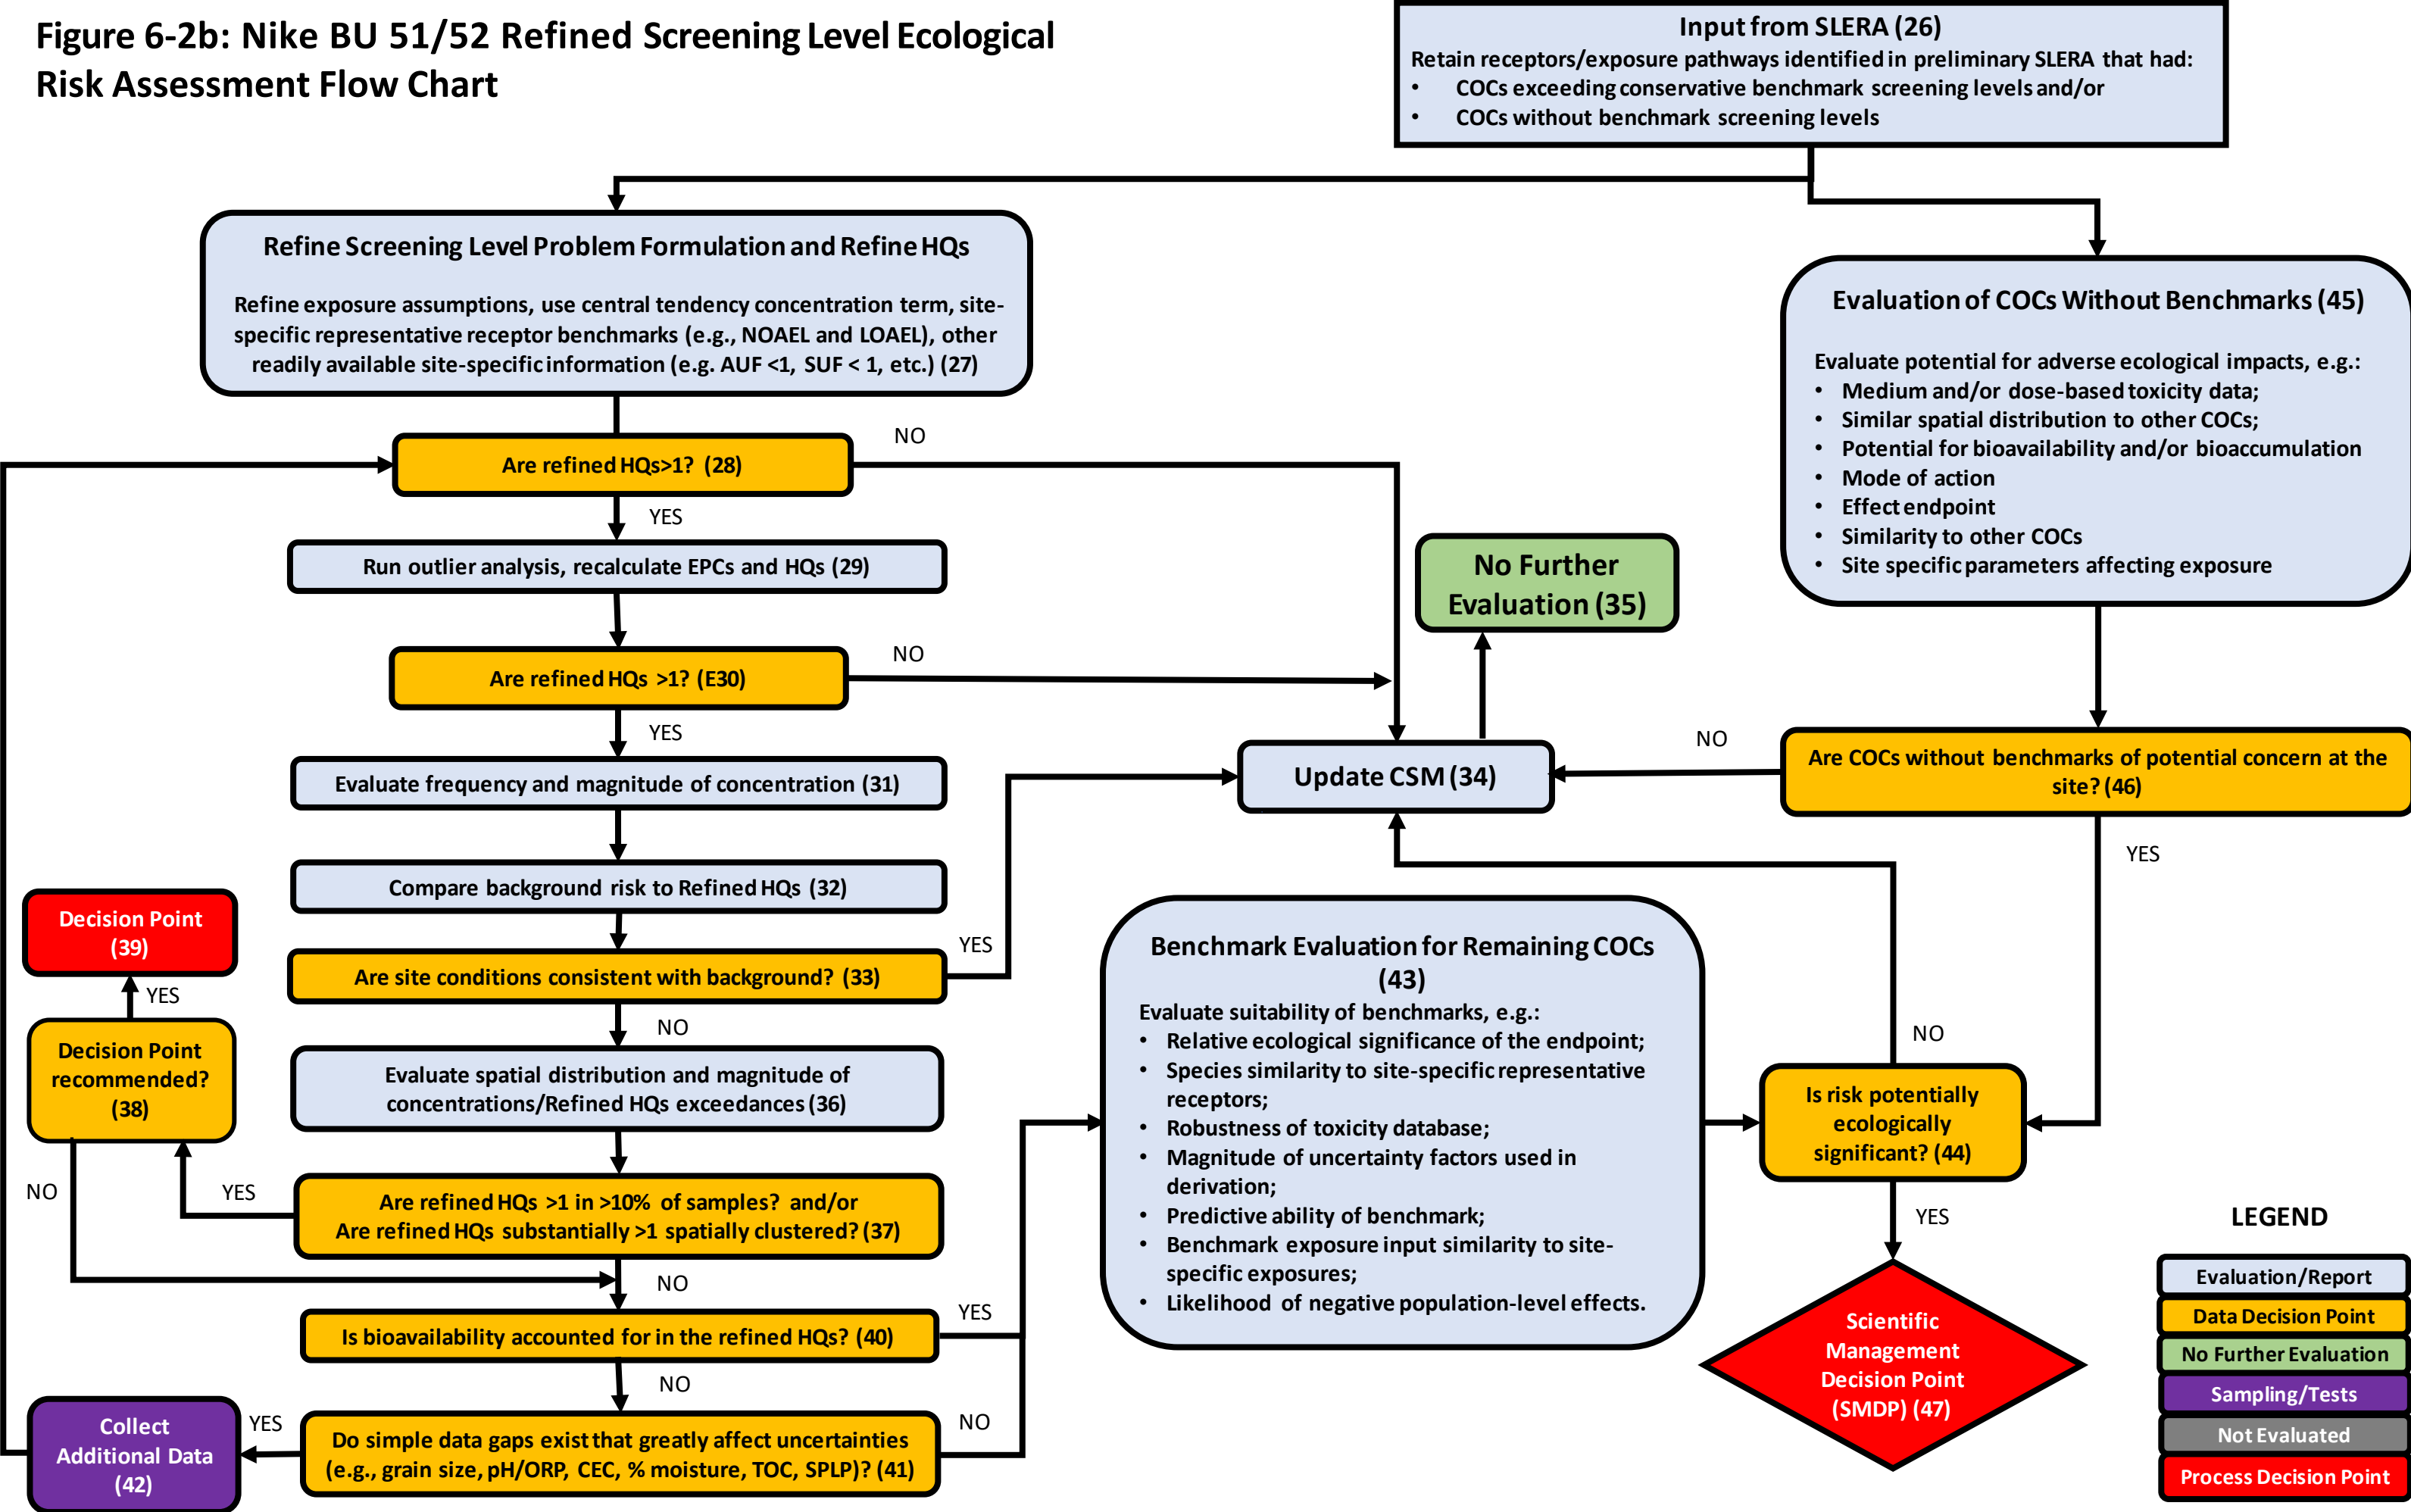 Figure 6-2b: Nike BU 51/52 Refined Screening Level Ecological
Risk Assessment Flow Chart
Input from SLERA (26)
Retain receptors/exposure pathways identified in preliminary SLERA that had:
• COCs exceeding conservative benchmark screening levels and/or
• COCs without benchmark screening levels
Refine Screening Level Problem Formulation and Refine HQs
Refine exposure assumptions, use central tendency concentration term, site-
specific representative receptor benchmarks (e.g., NOAEL and LOAEL), other
readily available site-specific information (e.g. AUF <1, SUF < 1, etc.) (27)
Evaluation of COCs Without Benchmarks (45)
Evaluate potential for adverse ecological impacts, e.g.:
• Medium and/or dose-based toxicity data;
• Similar spatial distribution to other COCs;
• Potential for bioavailability and/or bioaccumulation
• Mode of action
• Effect endpoint
• Similarity to other COCs
• Site specific parameters affecting exposure
Are refined HQs>1? (28)
NO
YES
Run outlier analysis, recalculate EPCs and HQs (29)
No Further
Evaluation (35)
Are refined HQs >1? (E30)
NO
YES
Evaluate frequency and magnitude of concentration (31)
Update CSM (34)
NO
Are COCs without benchmarks of potential concern at the
site? (46)
YES
Compare background risk to Refined HQs (32)
Decision Point
(39)
YES
Are site conditions consistent with background? (33)
YES
NO
Decision Point
recommended?
(38)
NO
Evaluate spatial distribution and magnitude of
concentrations/Refined HQs exceedances (36)
YES
Are refined HQs >1 in >10% of samples? and/or
Are refined HQs substantially >1 spatially clustered? (37)
NO
Is bioavailability accounted for in the refined HQs? (40)
YES
NO
Collect
Additional Data
(42)
YES
Do simple data gaps exist that greatly affect uncertainties
(e.g., grain size, pH/ORP, CEC, % moisture, TOC, SPLP)? (41)
NO
Benchmark Evaluation for Remaining COCs
(43)
Evaluate suitability of benchmarks, e.g.:
• Relative ecological significance of the endpoint;
• Species similarity to site-specific representative
receptors;
• Robustness of toxicity database;
• Magnitude of uncertainty factors used in
derivation;
• Predictive ability of benchmark;
• Benchmark exposure input similarity to site-
specific exposures;
• Likelihood of negative population-level effects.
NO
Is risk potentially
ecologically
significant? (44)
YES
Scientific
Management
Decision Point
(SMDP) (47)
LEGEND
Evaluation/Report
Data Decision Point
No Further Evaluation
Sampling/Tests
Not Evaluated
Process Decision Point